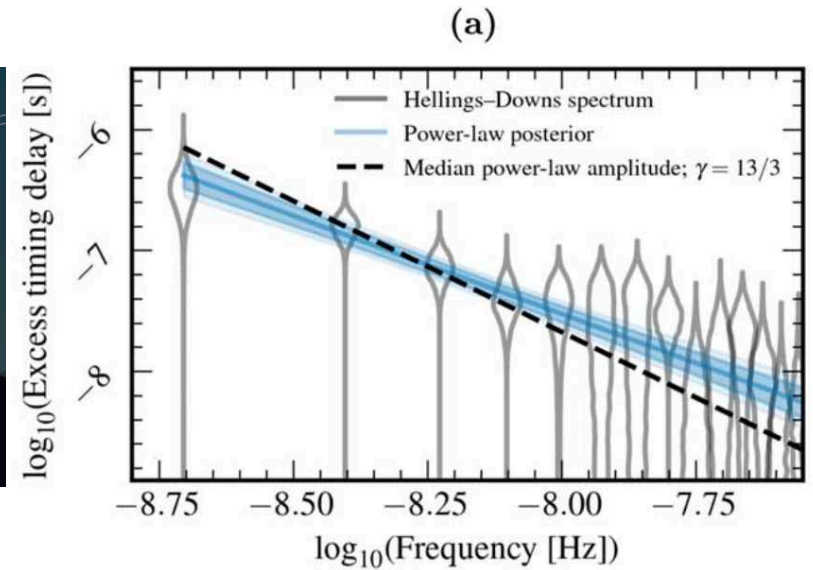 (a)
log10(Excess timing delay [s])
−6
−7
−8
Hellings–Downs spectrum
Power-law posterior
Median power-law amplitude; γ = 13/3
−8.75 −8.50 −8.25 −8.00 −7.75
log10(Frequency [Hz])